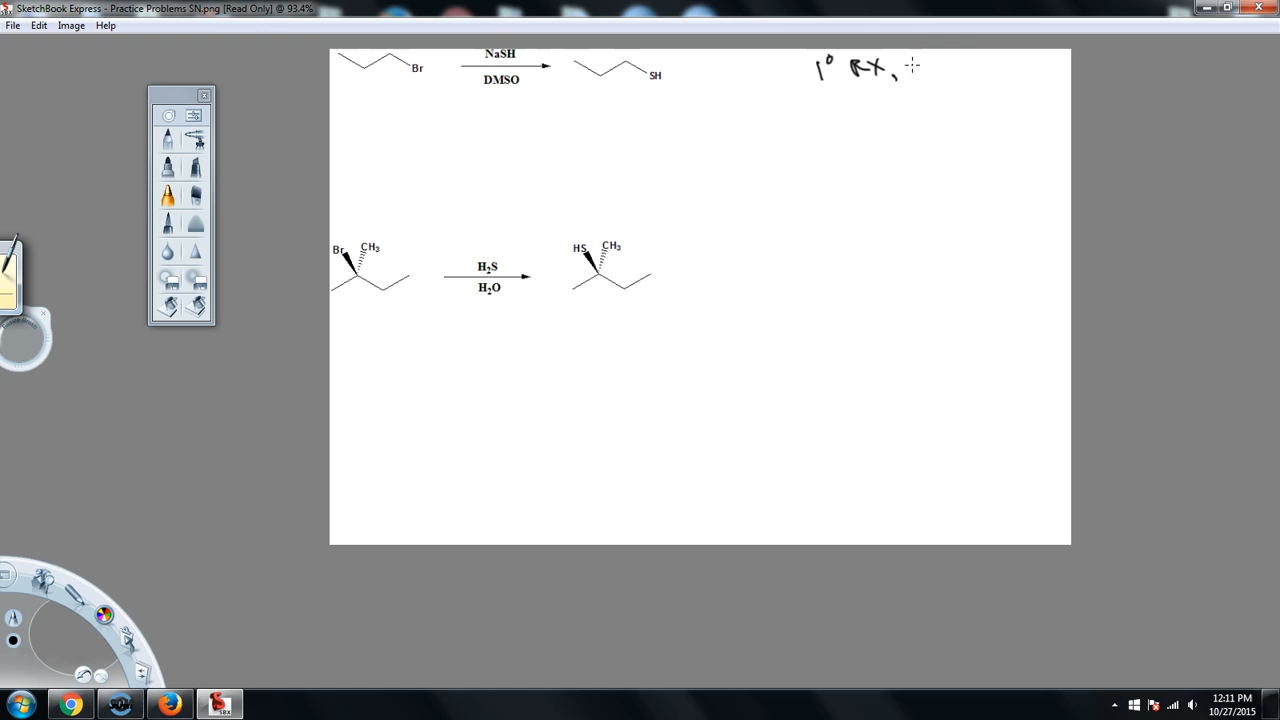 SketchBook Express - Practice Problems SN.png [Read Only] @ 93.4%
File Edit Image Help
NaSH
Br
DMSO
SH
1° RX,
Br CH₃
H₂S
H₂O
HS CH₃
A
SBX
12:11 PM
10/27/2015